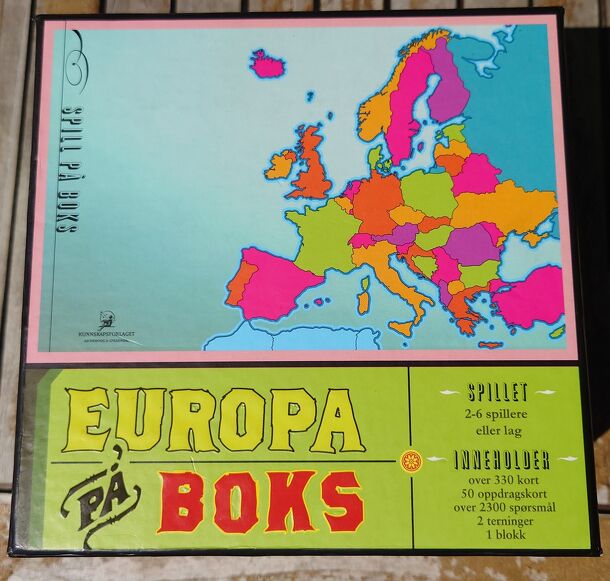 SPILL PÅ BOKS
KUNNSKAPSFORLAGET
EUROPA
PÅ BOKS
SPILLET
2-6 spillere
eller lag
INNEHOLDER
over 330 kort
50 oppdragskort
over 2300 spørsmål
2 terninger
1 blokk